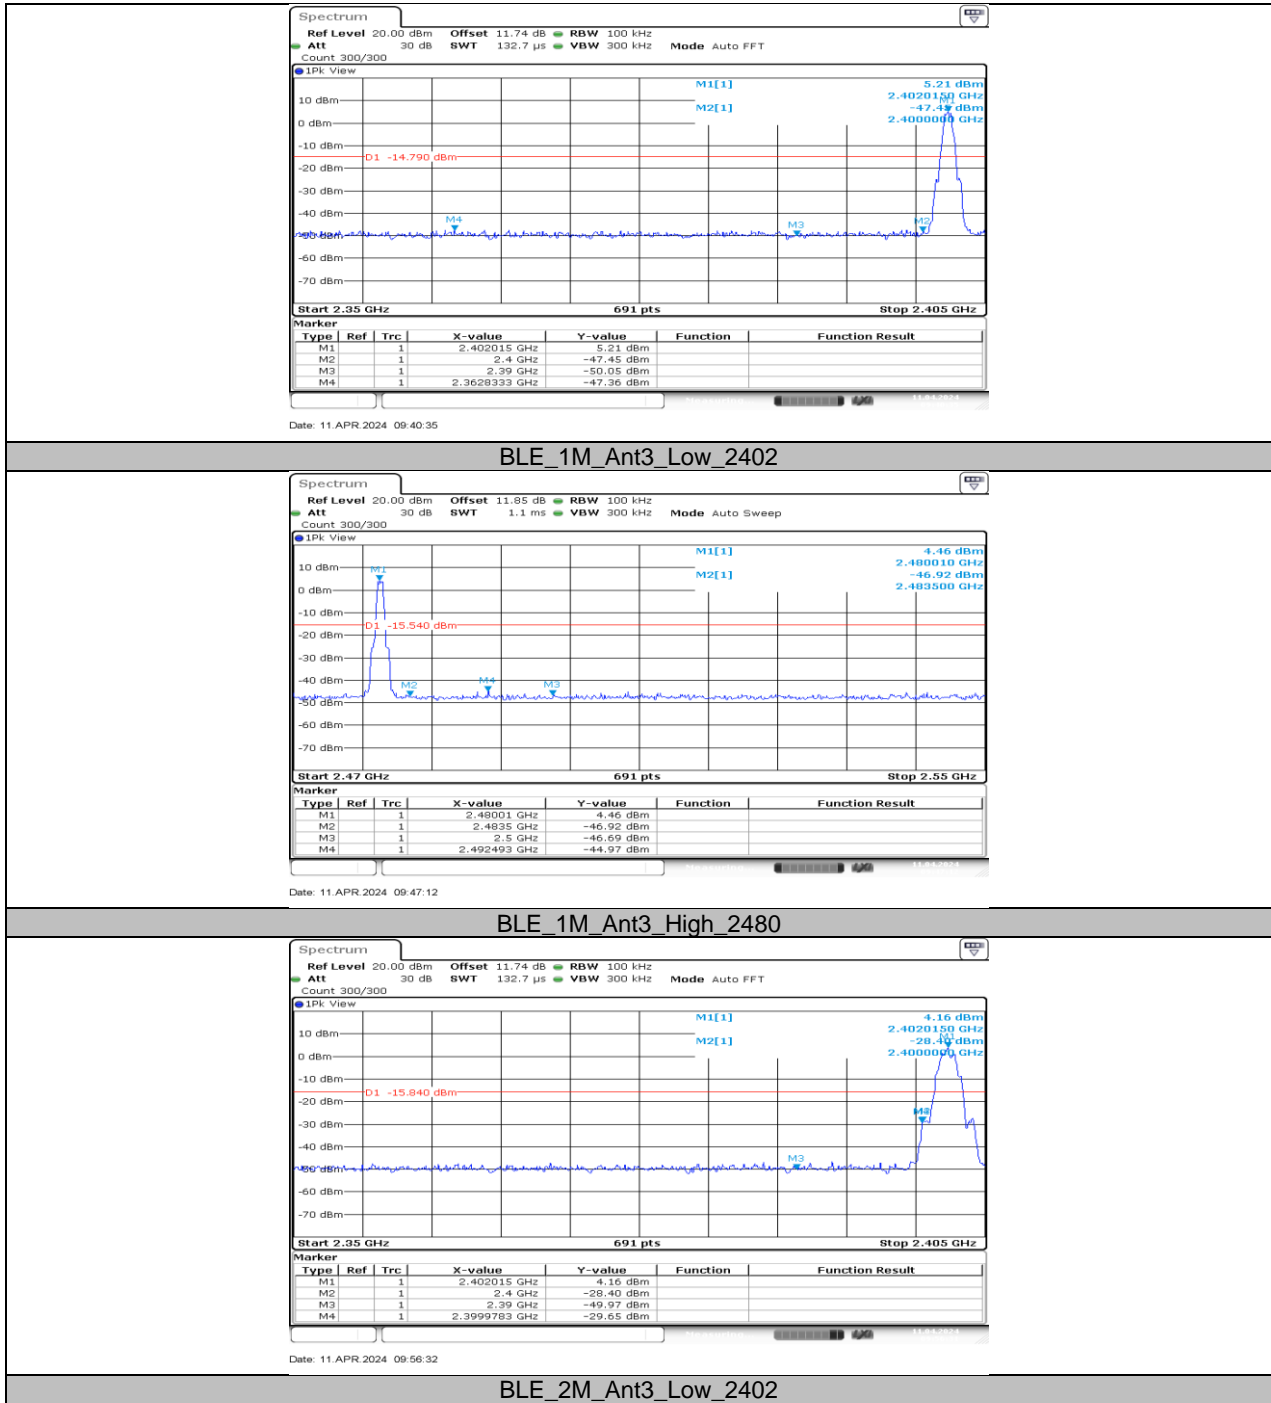 Spectrum
Ref Level 20.00 dBm Offset 11.74 dB RBW 100 kHz
Att 30 dB SWT 132.7 µs VBW 300 kHz Mode Auto FFT
Count 300/300
1Pk View
M1[1] 5.21 dBm
2.4020150 GHz
M2[1] -47.45 dBm
2.4000000 GHz
10 dBm
M1
0 dBm
-10 dBm
D1 -14.790 dBm
-20 dBm
-30 dBm
-40 dBm
M4 M3 M2
-50 dBm
-60 dBm
-70 dBm
Start 2.35 GHz 691 pts Stop 2.405 GHz
Marker
Type Ref Trc X-value Y-value Function Function Result
M1 1 2.402015 GHz 5.21 dBm
M2 1 2.4 GHz -47.45 dBm
M3 1 2.39 GHz -50.05 dBm
M4 1 2.3628333 GHz -47.36 dBm
Date: 11.APR.2024 09:40:35
BLE_1M_Ant3_Low_2402
Spectrum
Ref Level 20.00 dBm Offset 11.85 dB RBW 100 kHz
Att 30 dB SWT 1.1 ms VBW 300 kHz Mode Auto Sweep
Count 300/300
1Pk View
M1[1] 4.46 dBm
2.480010 GHz
M2[1] -46.92 dBm
2.483500 GHz
10 dBm
M1
0 dBm
-10 dBm
D1 -15.540 dBm
-20 dBm
-30 dBm
-40 dBm
M2 M4 M3
-50 dBm
-60 dBm
-70 dBm
Start 2.47 GHz 691 pts Stop 2.55 GHz
Marker
Type Ref Trc X-value Y-value Function Function Result
M1 1 2.48001 GHz 4.46 dBm
M2 1 2.4835 GHz -46.92 dBm
M3 1 2.5 GHz -46.69 dBm
M4 1 2.492493 GHz -44.97 dBm
Date: 11.APR.2024 09:47:12
BLE_1M_Ant3_High_2480
Spectrum
Ref Level 20.00 dBm Offset 11.74 dB RBW 100 kHz
Att 30 dB SWT 132.7 µs VBW 300 kHz Mode Auto FFT
Count 300/300
1Pk View
M1[1] 4.16 dBm
2.4020150 GHz
M2[1] -28.40 dBm
2.4000000 GHz
10 dBm
M1
0 dBm
-10 dBm
D1 -15.840 dBm
-20 dBm
-30 dBm
-40 dBm
M3
-50 dBm
-60 dBm
-70 dBm
Start 2.35 GHz 691 pts Stop 2.405 GHz
Marker
Type Ref Trc X-value Y-value Function Function Result
M1 1 2.402015 GHz 4.16 dBm
M2 1 2.4 GHz -28.40 dBm
M3 1 2.39 GHz -49.97 dBm
M4 1 2.3999783 GHz -29.65 dBm
Date: 11.APR.2024 09:56:32
BLE_2M_Ant3_Low_2402